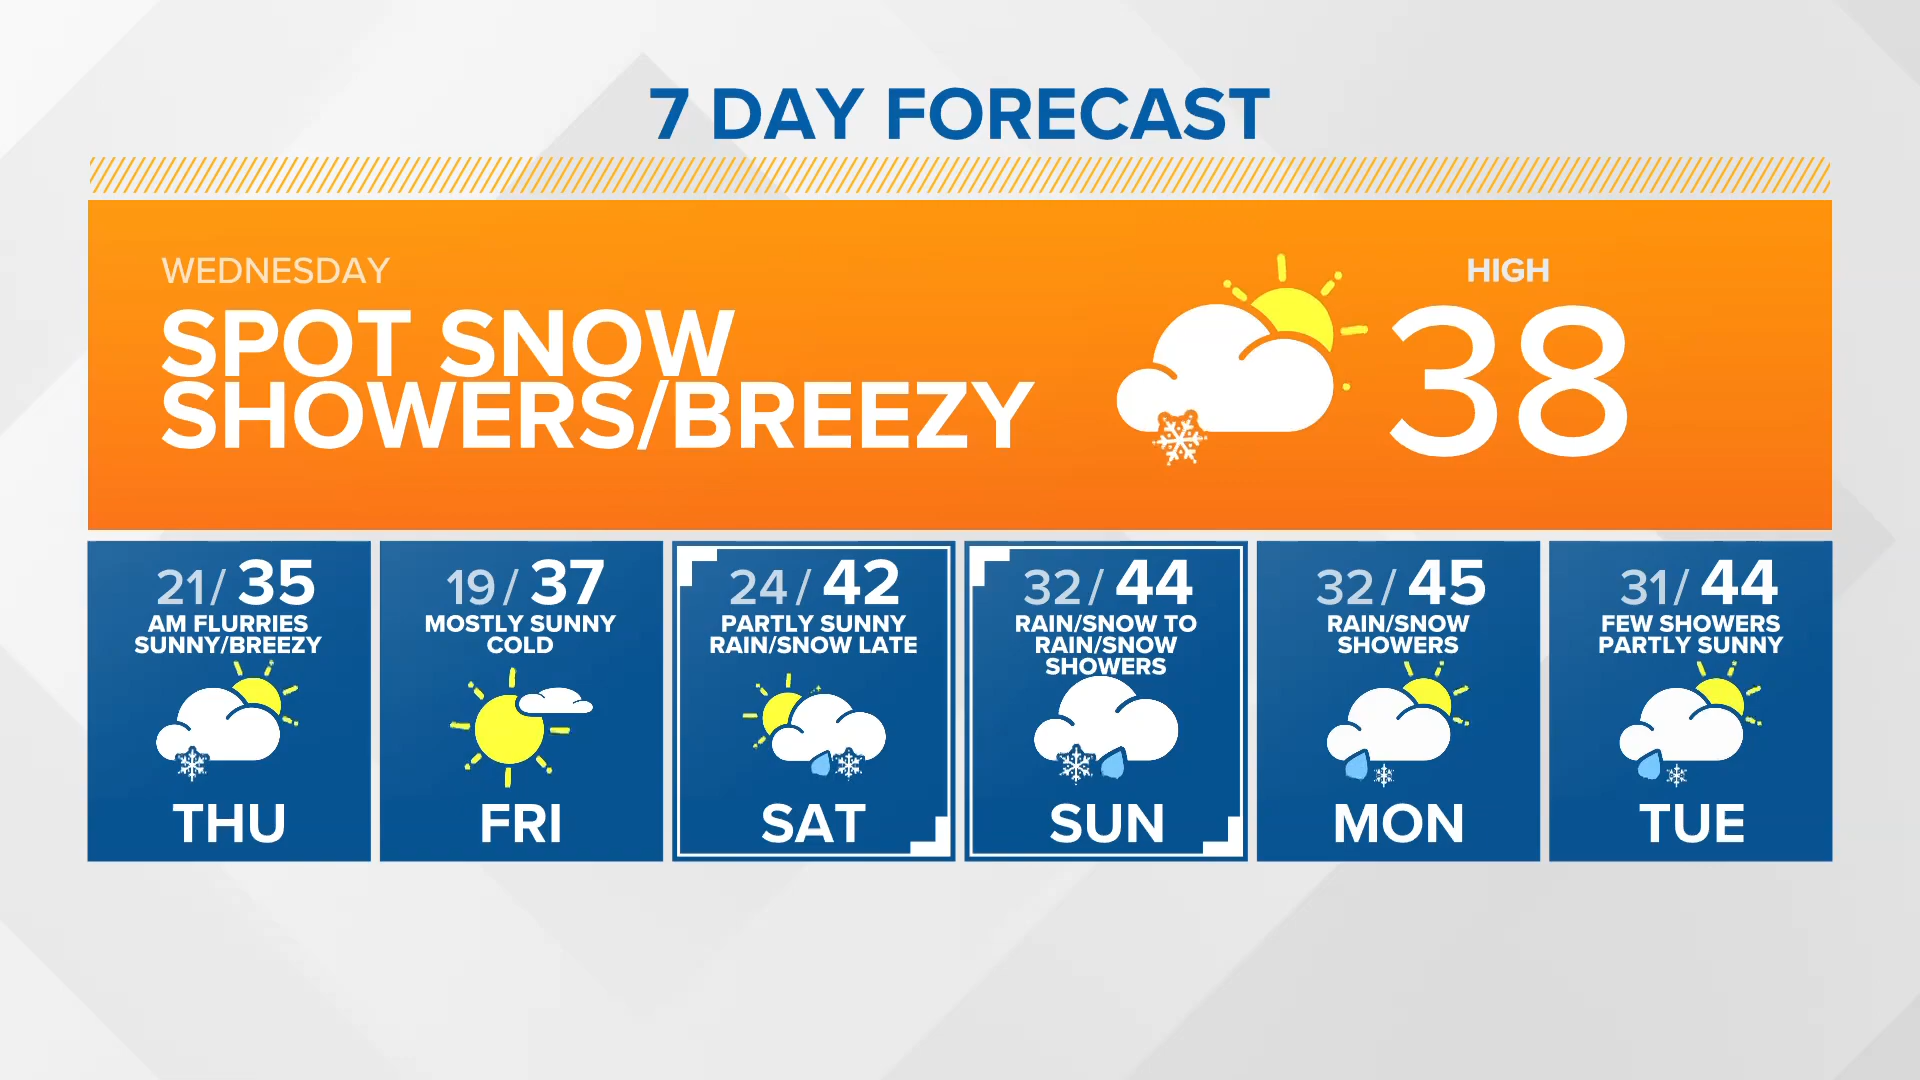 7 DAY FORECAST
WEDNESDAY
SPOT SNOW
SHOWERS/BREEZY
HIGH
38
21/ 35
AM FLURRIES
SUNNY/BREEZY
THU
19/ 37
MOSTLY SUNNY
COLD
FRI
24/ 42
PARTLY SUNNY
RAIN/SNOW LATE
SAT
32/ 44
RAIN/SNOW TO
RAIN/SNOW
SHOWERS
SUN
32/ 45
RAIN/SNOW
SHOWERS
MON
31/ 44
FEW SHOWERS
PARTLY SUNNY
TUE